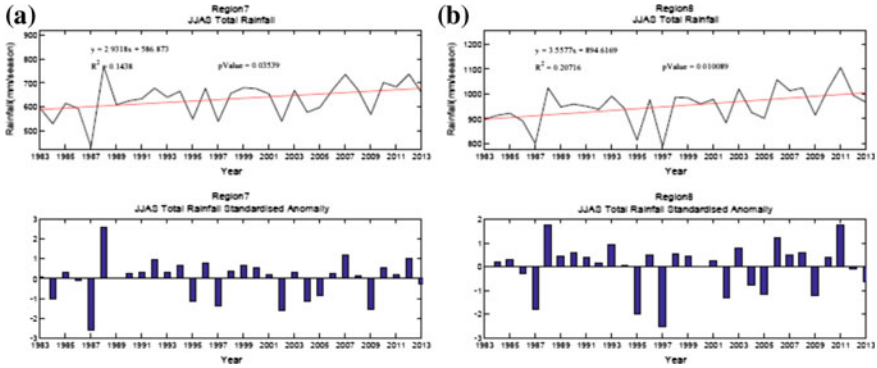 (a)
Region7
JJAS Total Rainfall
y = 2.9318x + 586.873
R² = 0.1438
pValue = 0.03539
Rainfall(mm/season)
900
800
700
600
500
1983 1985 1987 1989 1991 1993 1995 1997 1999 2001 2003 2005 2007 2009 2011 2013
Year
Region7
JJAS Total Rainfall Standardised Anomaly
3
2
1
0
-1
-2
-3
1983 1985 1987 1989 1991 1993 1995 1997 1999 2001 2003 2005 2007 2009 2011 2013
Year
(b)
Region8
JJAS Total Rainfall
y = 3.5577x + 894.6169
R² = 0.20716
pValue = 0.010089
Rainfall(mm/season)
1200
1100
1000
900
800
1983 1985 1987 1989 1991 1993 1995 1997 1999 2001 2003 2005 2007 2009 2011 2013
Year
Region8
JJAS Total Rainfall Standardised Anomaly
2
1
0
-1
-2
-3
1983 1985 1987 1989 1991 1993 1995 1997 1999 2001 2003 2005 2007 2009 2011 2013
Year